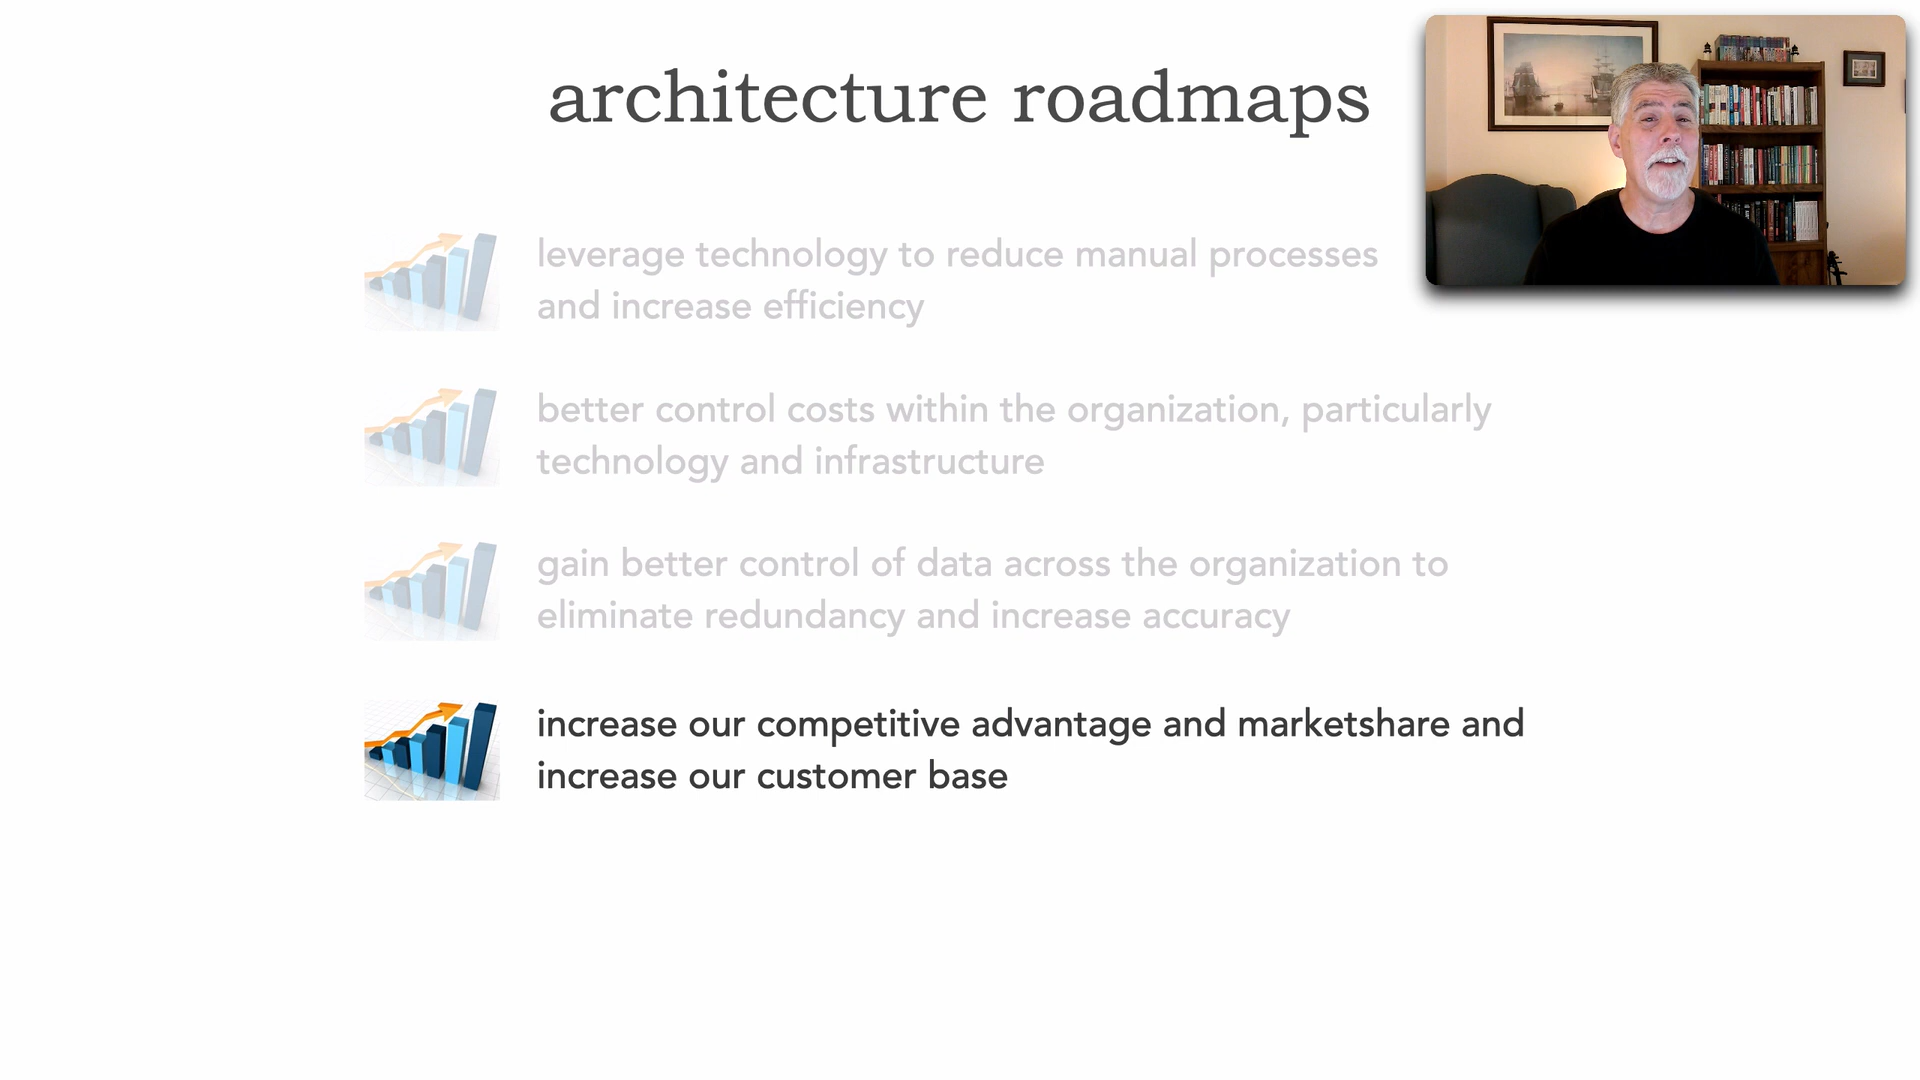 architecture roadmaps
leverage technology to reduce manual processes
and increase efficiency
better control costs within the organization, particularly
technology and infrastructure
gain better control of data across the organization to
eliminate redundancy and increase accuracy
increase our competitive advantage and marketshare and
increase our customer base